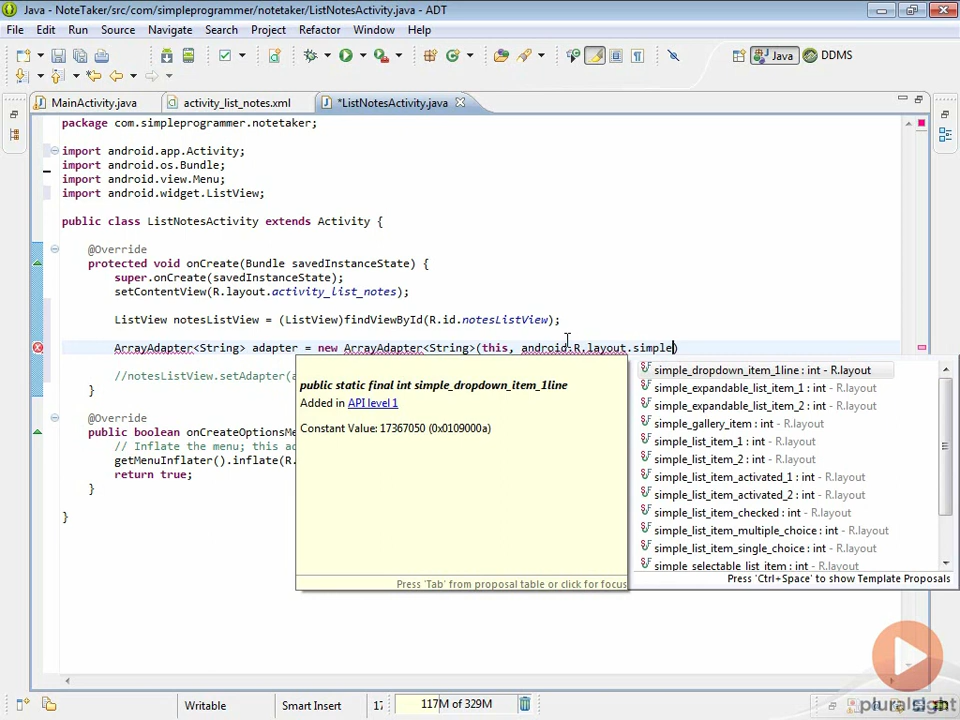 Java - NoteTaker/src/com/simpleprogrammer/notetaker/ListNotesActivity.java - ADT
File Edit Run Source Navigate Search Project Refactor Window Help
Java DDMS
MainActivity.java activity_list_notes.xml *ListNotesActivity.java
package com.simpleprogrammer.notetaker;
import android.app.Activity;
import android.os.Bundle;
import android.view.Menu;
import android.widget.ListView;
public class ListNotesActivity extends Activity {
@Override
protected void onCreate(Bundle savedInstanceState) {
super.onCreate(savedInstanceState);
setContentView(R.layout.activity_list_notes);
ListView notesListView = (ListView)findViewById(R.id.notesListView);
ArrayAdapter<String> adapter = new ArrayAdapter<String>(this, android.R.layout.simple)
//notesListView.setAdapter(a
}
@Override
public boolean onCreateOptionsMe
// Inflate the menu; this ad
getMenuInflater().inflate(R.
return true;
}
}
public static final int simple_dropdown_item_1line
Added in API level 1
Constant Value: 17367050 (0x0109000a)
Press 'Tab' from proposal table or click for focus
simple_dropdown_item_1line : int - R.layout
simple_expandable_list_item_1 : int - R.layout
simple_expandable_list_item_2 : int - R.layout
simple_gallery_item : int - R.layout
simple_list_item_1 : int - R.layout
simple_list_item_2 : int - R.layout
simple_list_item_activated_1 : int - R.layout
simple_list_item_activated_2 : int - R.layout
simple_list_item_checked : int - R.layout
simple_list_item_multiple_choice : int - R.layout
simple_list_item_single_choice : int - R.layout
simple_selectable_list_item : int - R.layout
Press 'Ctrl+Space' to show Template Proposals
Writable Smart Insert 17 117M of 329M
pluralsight